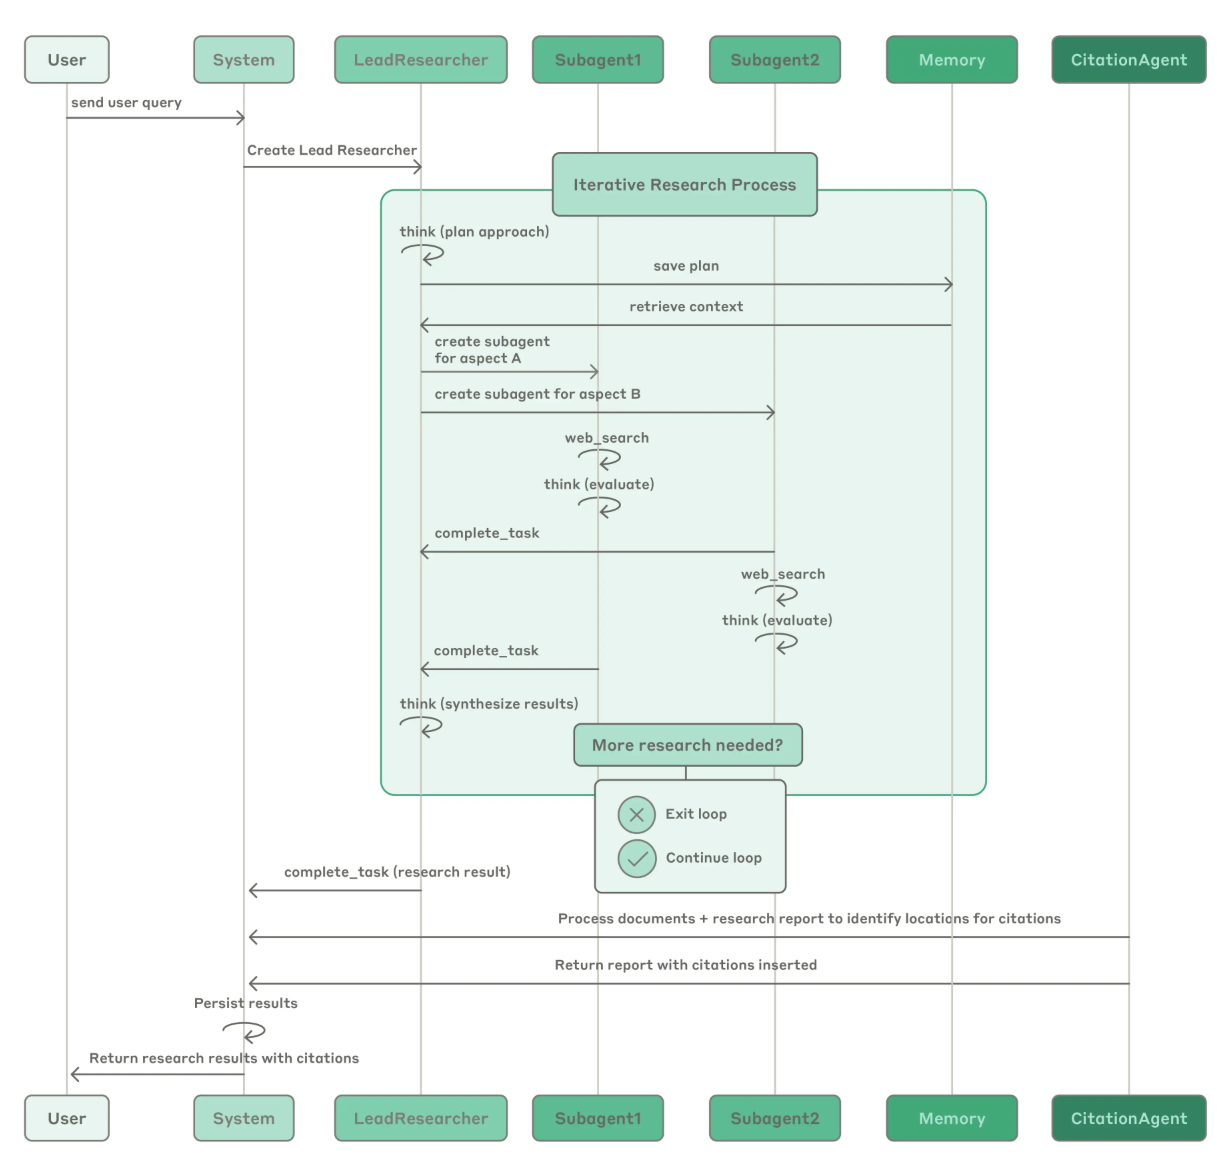 User
System
LeadResearcher
Subagent1
Subagent2
Memory
CitationAgent
send user query
Create Lead Researcher
Iterative Research Process
think (plan approach)
save plan
retrieve context
create subagent
for aspect A
create subagent for aspect B
web_search
think (evaluate)
complete_task
web_search
think (evaluate)
complete_task
think (synthesize results)
More research needed?
Exit loop
Continue loop
complete_task (research result)
Process documents + research report to identify locations for citations
Return report with citations inserted
Persist results
Return research results with citations
User
System
LeadResearcher
Subagent1
Subagent2
Memory
CitationAgent